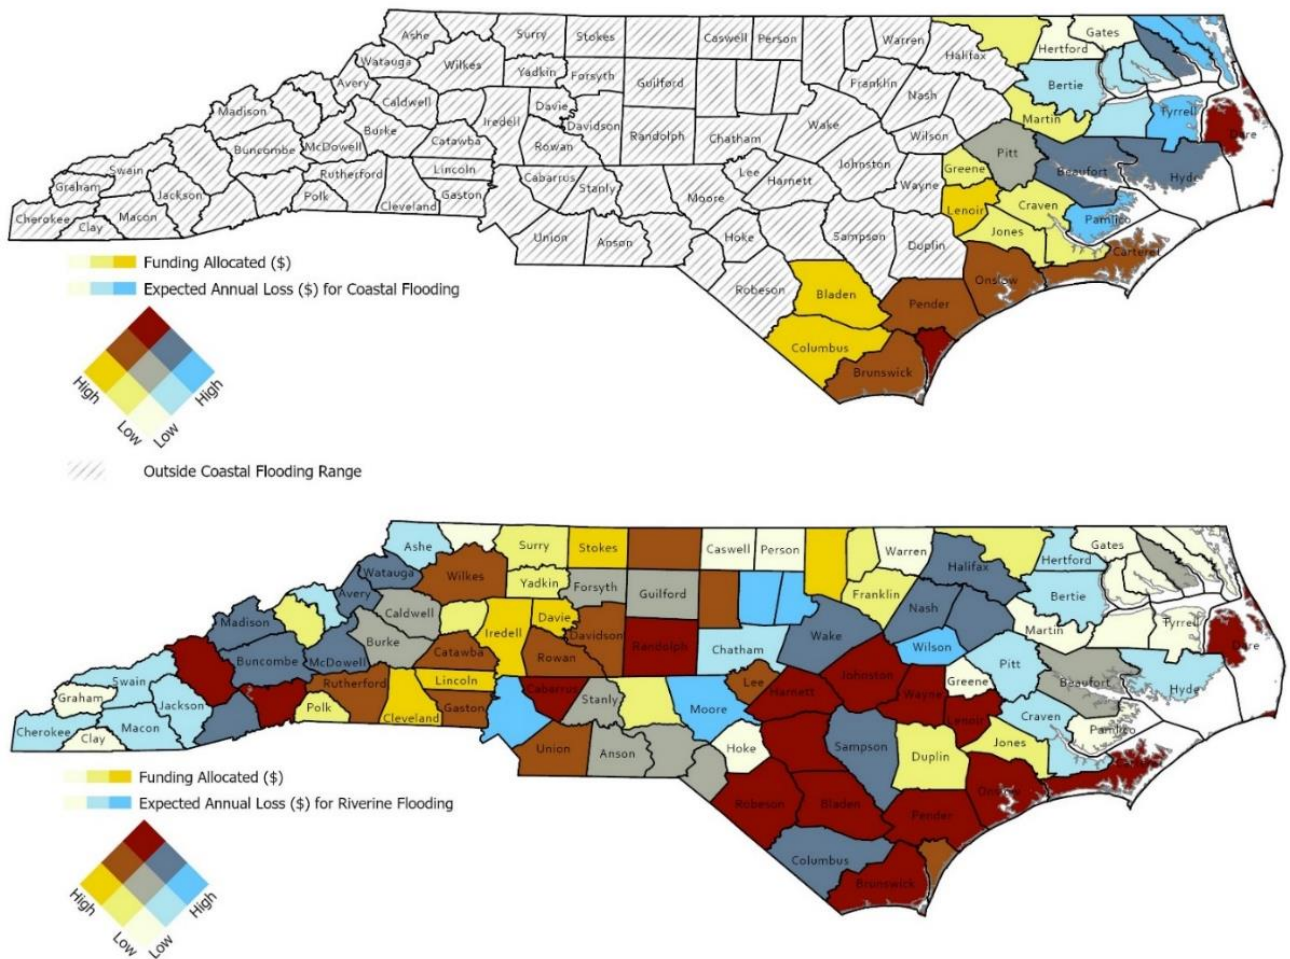 Ashe Surry Stokes Caswell Person Warren Gates
Hertford
Watauga Wilkes Halifax
Yadkin Forsyth Guilford Franklin Bertie
Avery Nash
Madison Caldwell Davie Martin Tyrrell
Iredell Davidson Wake
Burke Randolph Dare
Buncombe McDowell Catawba Rowan Chatham Wilson Pitt
Swain Lincoln Lee Johnston Greene Beaufort Hyde
Graham Rutherford Cabarrus Stanly Harnett Wayne
Jackson Polk Cleveland Gaston Moore Lenoir Craven
Cherokee Macon Pamlico
Clay Union Anson Hoke Sampson Duplin Jones
Carteret
Funding Allocated ($) Onslow
Expected Annual Loss ($) for Coastal Flooding Robeson Bladen Pender
Columbus
Brunswick
High High
Low Low
Outside Coastal Flooding Range
Ashe Surry Stokes Caswell Person Warren Gates
Hertford
Watauga Wilkes Halifax
Yadkin Forsyth Guilford Franklin Bertie
Avery Nash
Madison Caldwell Davie Martin Tyrrell
Iredell Davidson Wake
Burke Randolph Dare
Buncombe McDowell Catawba Rowan Chatham Wilson Pitt
Swain Lincoln Lee Johnston Greene Beaufort Hyde
Graham Rutherford Cabarrus Stanly Harnett Wayne
Jackson Polk Cleveland Gaston Moore Lenoir Craven
Cherokee Macon Pamlico
Clay Union Anson Hoke Sampson Duplin Jones
Funding Allocated ($) Onslow
Expected Annual Loss ($) for Riverine Flooding Robeson Bladen Pender
Columbus
Brunswick
High High
Low Low